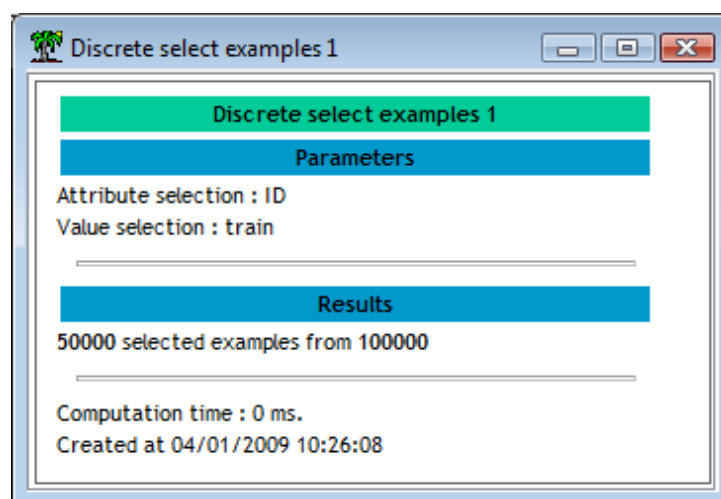 Discrete select examples 1
Discrete select examples 1
Parameters
Attribute selection : ID
Value selection : train
Results
50000 selected examples from 100000
Computation time : 0 ms.
Created at 04/01/2009 10:26:08